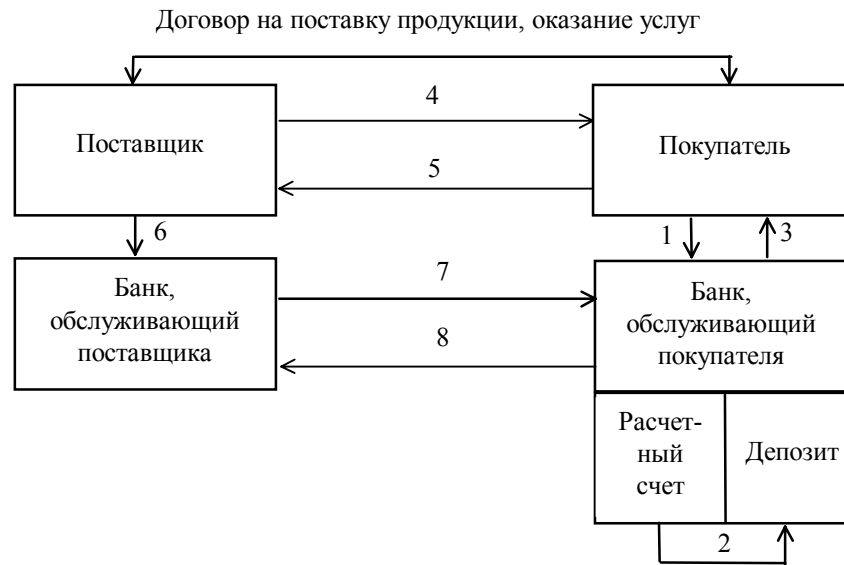 Договор на поставку продукции, оказание услуг
4
Поставщик
Покупатель
5
6
1
3
7
Банк,
обслуживающий
поставщика
Банк,
обслуживающий
покупателя
8
Расчет-
ный
счет
Депозит
2